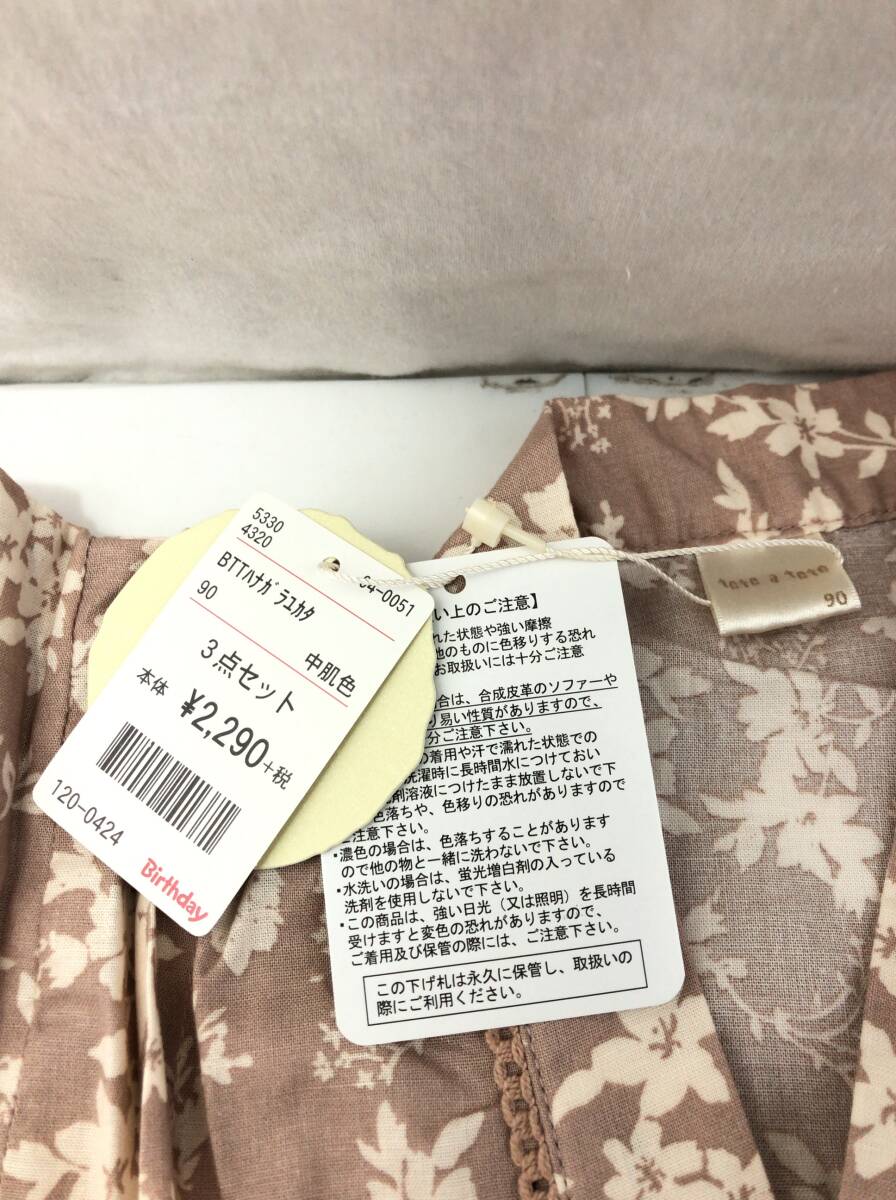 5330
4320
04-0051
BTTハナガラユカタ
90
中肌色
3点セット
本体
¥2,290+税
120-0424
Birthday
い上のご注意】
れた状態や強い摩擦
他のものに色移りする恐れ
お取扱いには十分ご注意
合は、合成皮革のソファーや
り易い性質がありますので、
分ご注意下さい。
の着用や汗で濡れた状態での
洗濯時に長時間水につけておい
剤溶液につけたまま放置しないで下
色落ちや、色移りの恐れがありますので
ご注意下さい。
・濃色の場合は、色落ちすることがあります
ので他の物と一緒に洗わないで下さい。
・水洗いの場合は、蛍光増白剤の入っている
洗剤を使用しないで下さい。
・この商品は、強い日光（又は照明）を長時間
受けますと変色の恐れがありますので、
ご着用及び保管の際には、ご注意下さい。
この下げ札は永久に保管し、取扱いの
際にご利用ください。
tete a tete
90